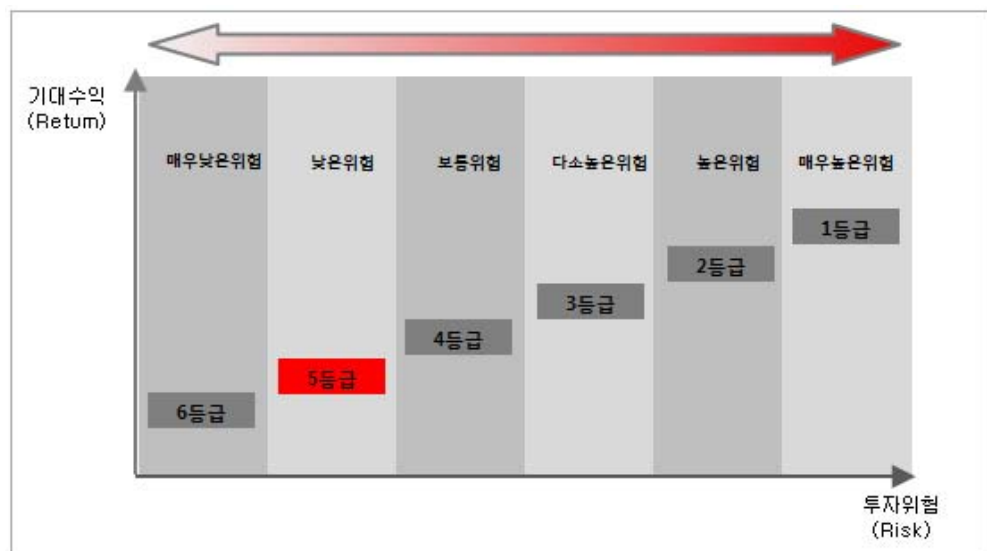 기대수익
(Return)
매우낮은위험 낮은위험 보통위험 다소높은위험 높은위험 매우높은위험
1등급
2등급
3등급
4등급
5등급
6등급
투자위험
(Risk)